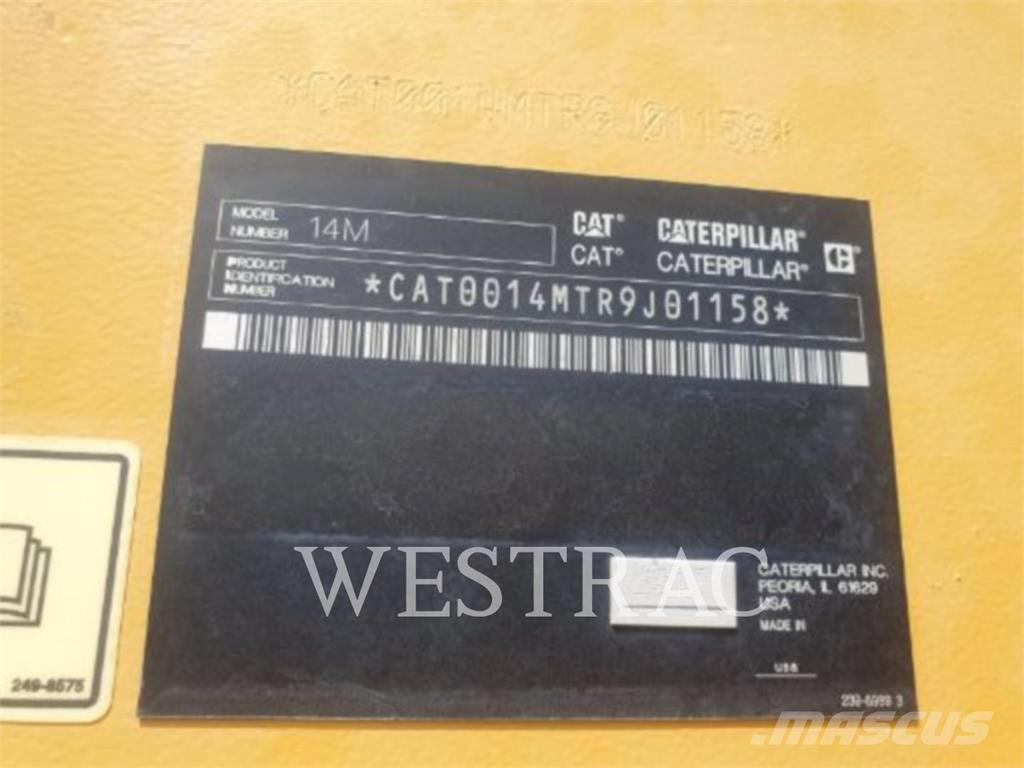 *CAT0014MTR9J01158*
MODEL
NUMBER 14M
CAT® CATERPILLAR®
CAT® CATERPILLAR®
PRODUCT
IDENTIFICATION
NUMBER *CAT0014MTR9J01158*
WESTRAC
CATERPILLAR INC.
PEORIA, IL 61629
USA
MADE IN
USA
249-8575
MASCUS